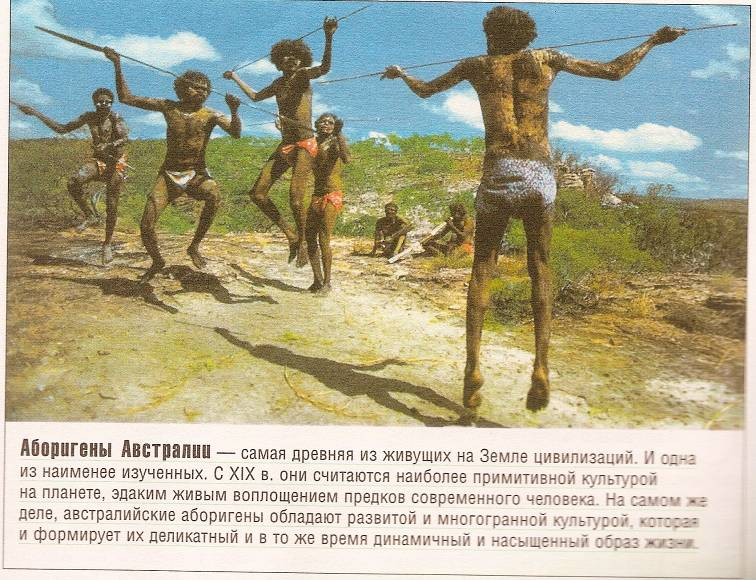 Аборигены Австралии — самая древняя из живущих на Земле цивилизаций. И одна
из наименее изученных. С XIX в. они считаются наиболее примитивной культурой
на планете, эдаким живым воплощением предков современного человека. На самом же
деле, австралийские аборигены обладают развитой и многогранной культурой, которая
и формирует их деликатный и в то же время динамичный и насыщенный образ жизни.